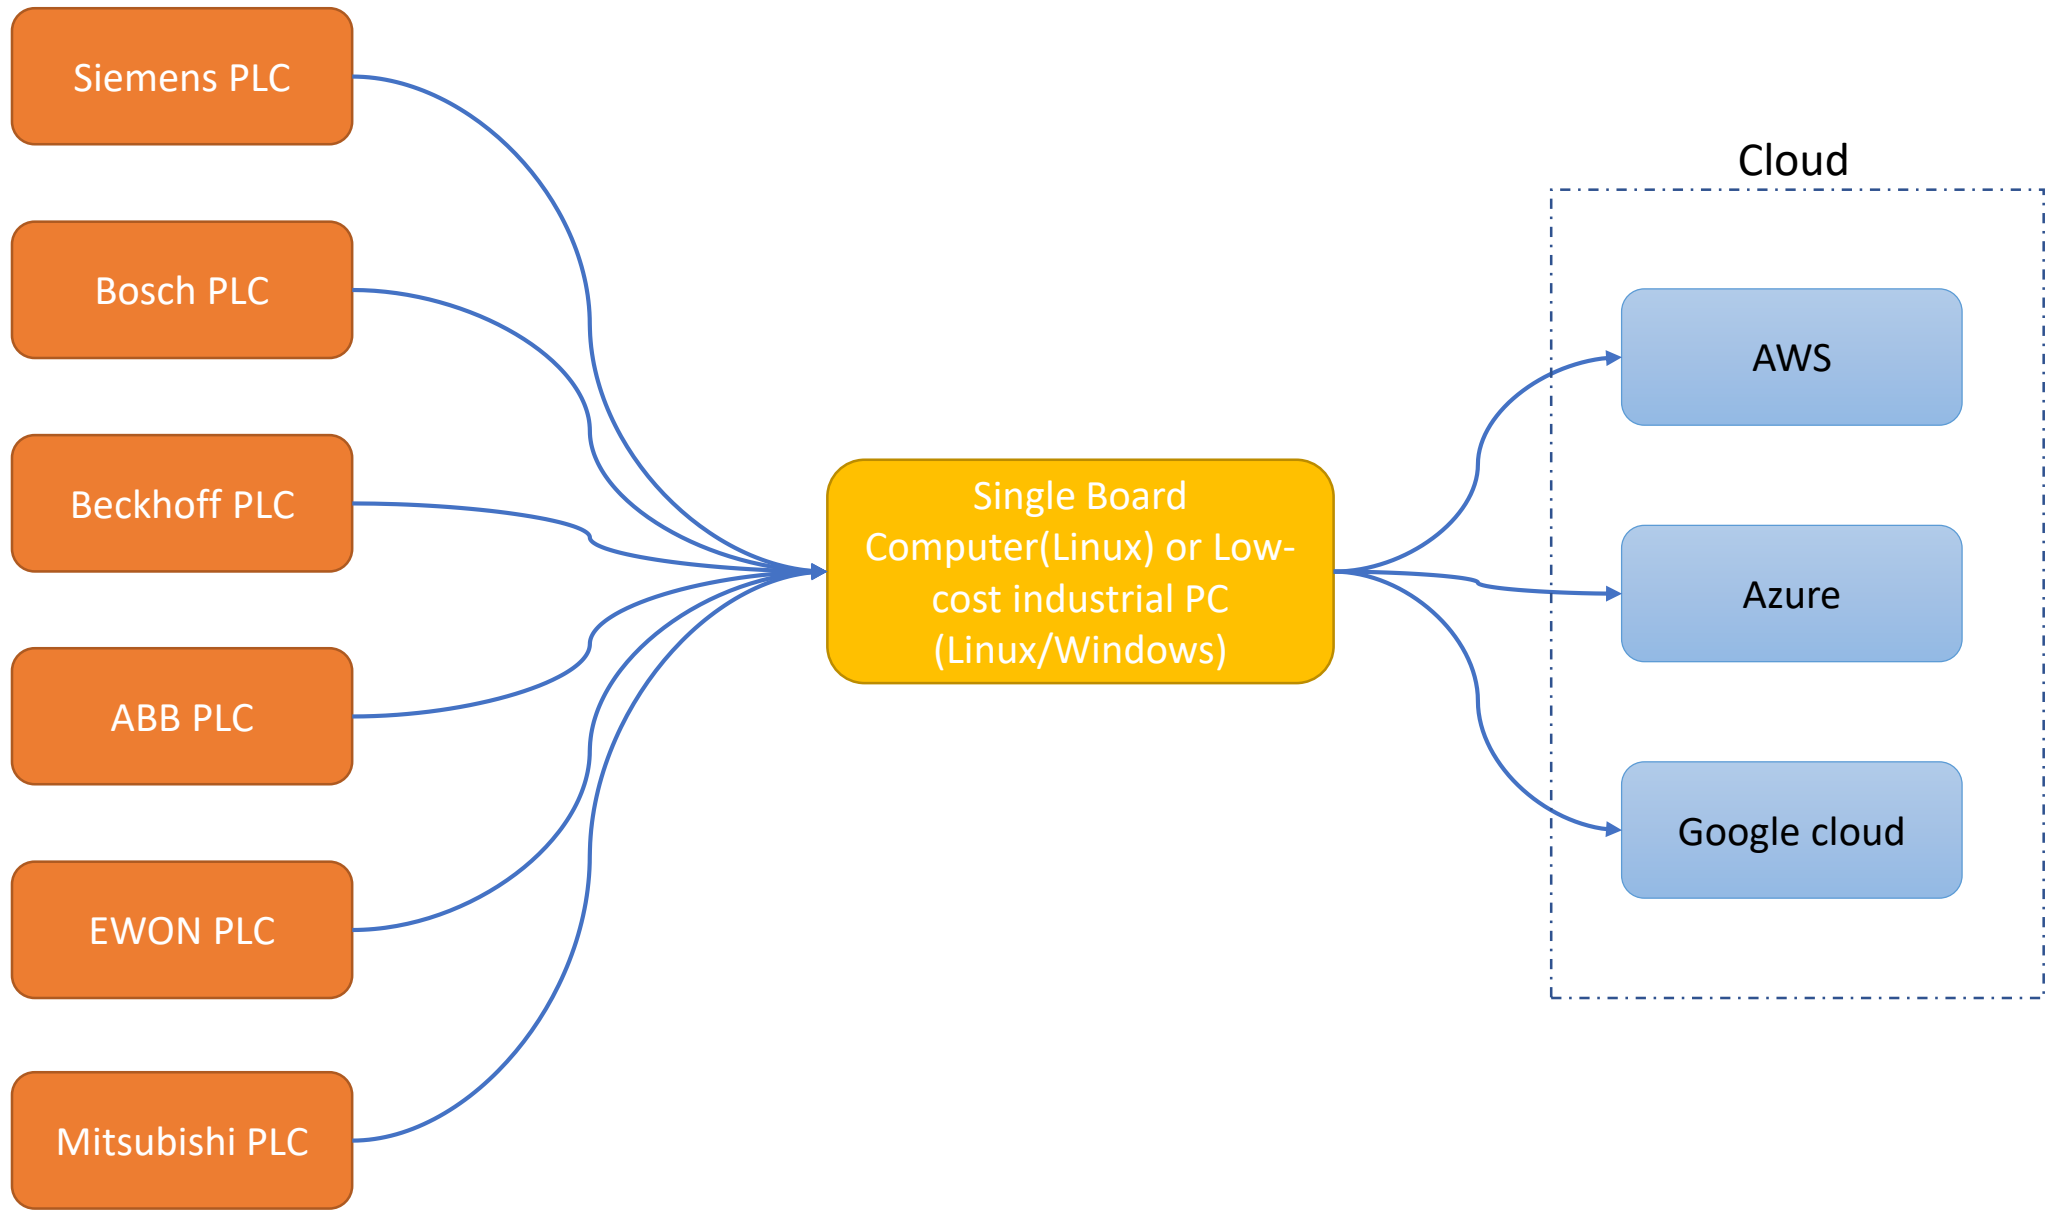 Siemens PLC
Bosch PLC
Beckhoff PLC
ABB PLC
EWON PLC
Mitsubishi PLC
Single Board
Computer(Linux) or Low-
cost industrial PC
(Linux/Windows)
Cloud
AWS
Azure
Google cloud